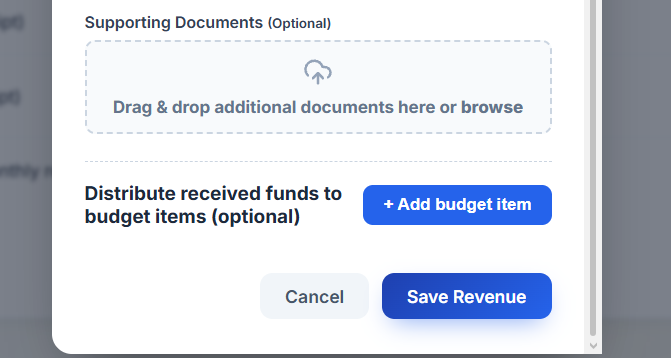 Supporting Documents (Optional)
Drag & drop additional documents here or browse
Distribute received funds to
budget items (optional)
+ Add budget item
Cancel
Save Revenue